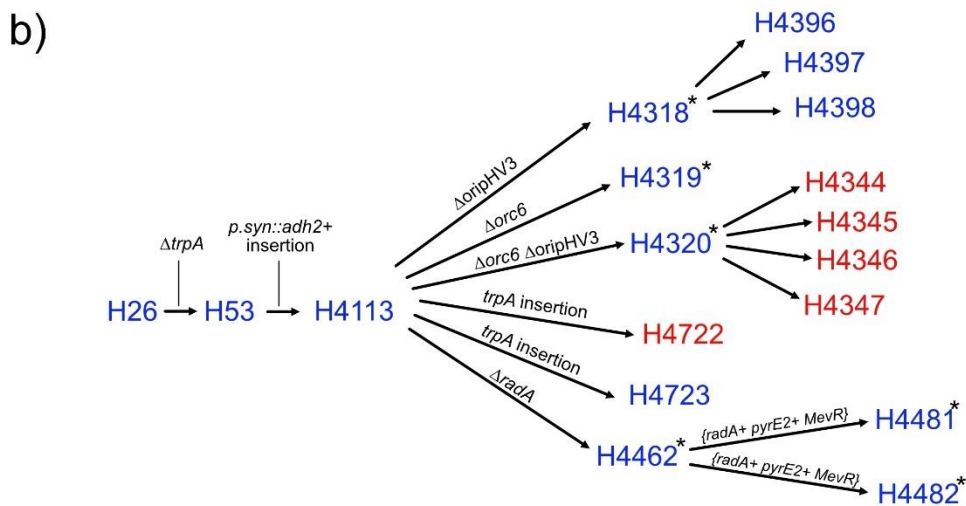 b)
H4396
H4397
H4318*
H4398
ΔoripHV3
H4319*
Δorc6
H4344
H4345
H4320*
Δorc6 ΔoripHV3
H4346
H4347
p.syn::adh2+
insertion
ΔtrpA
H26
H53
H4113
trpA insertion
H4722
trpA insertion
H4723
ΔradA
H4462*
{radA+ pyrE2+ MevR}
H4481*
{radA+ pyrE2+ MevR}
H4482*